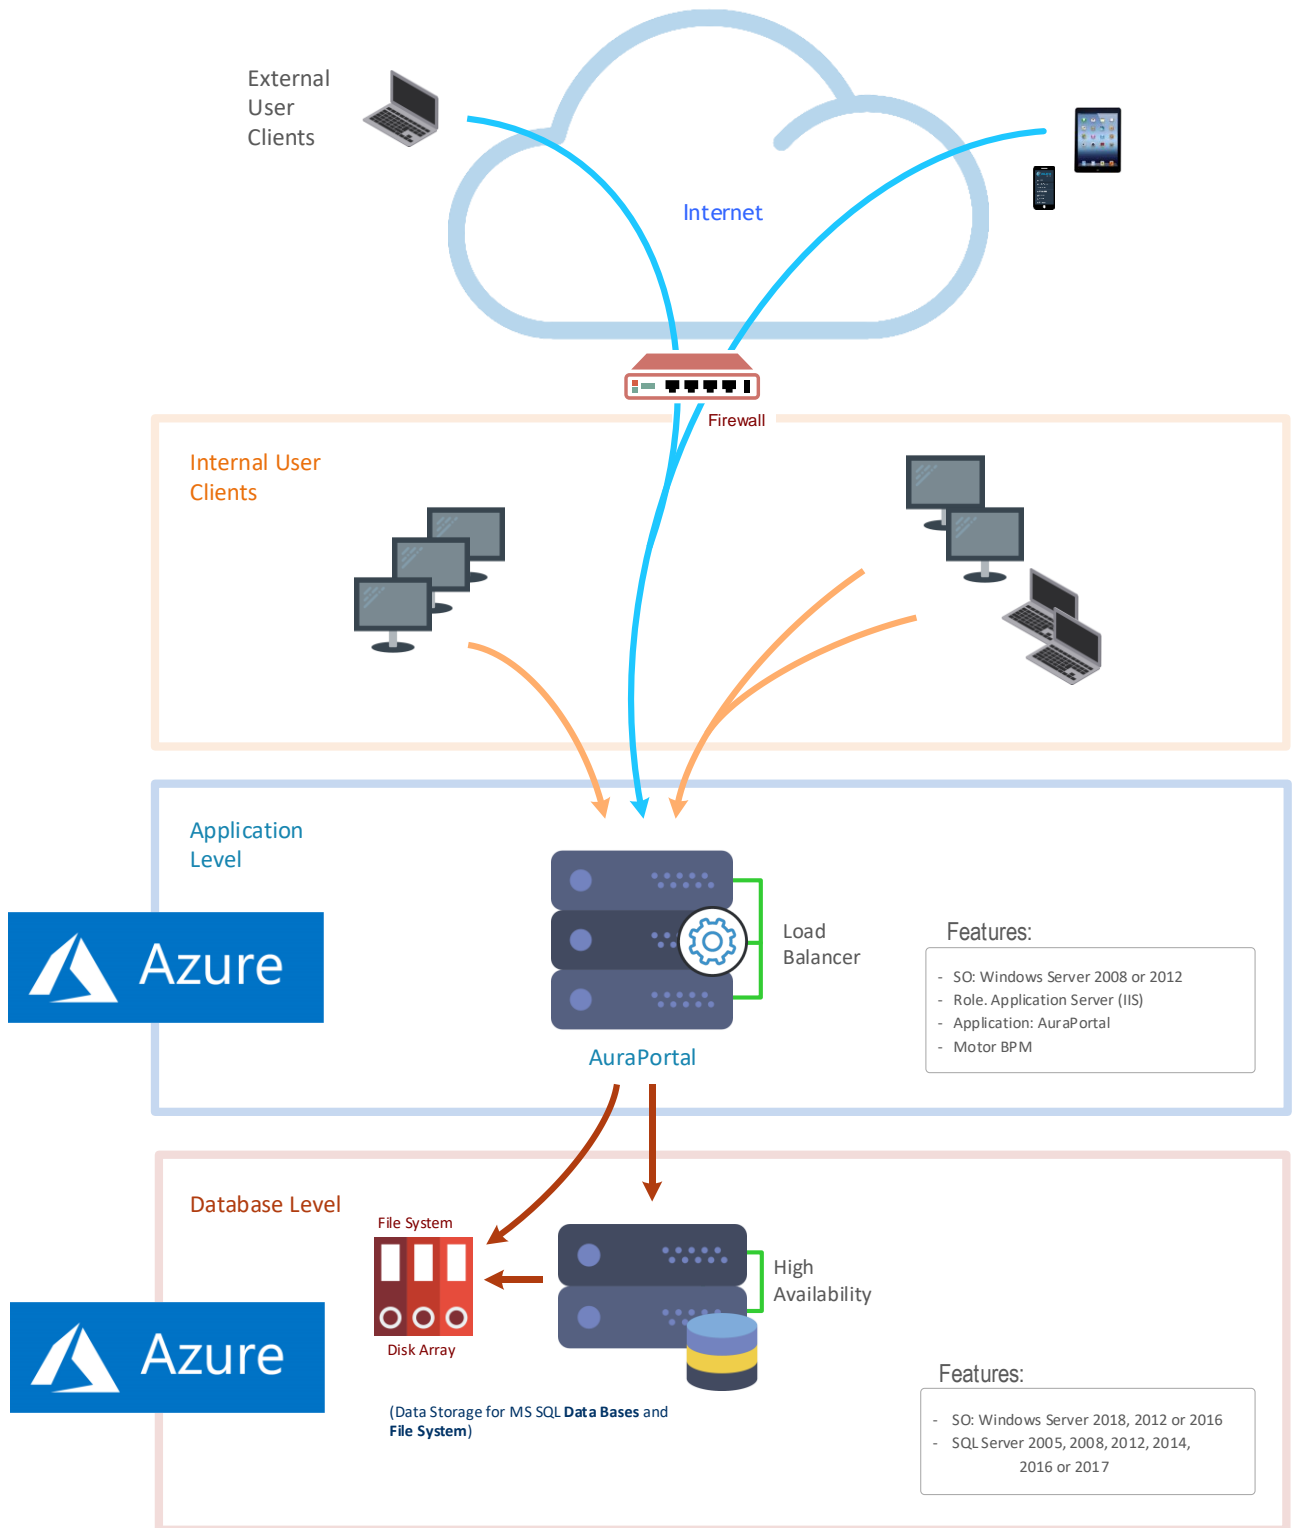 External
User
Clients
Internet
Firewall
Internal User
Clients
Application
Level
Azure
Load
Balancer
AuraPortal
Features:
- SO: Windows Server 2008 or 2012
- Role. Application Server (IIS)
- Application: AuraPortal
- Motor BPM
Database Level
File System
Disk Array
High
Availability
Azure
(Data Storage for MS SQL Data Bases and
File System)
Features:
- SO: Windows Server 2018, 2012 or 2016
- SQL Server 2005, 2008, 2012, 2014,
2016 or 2017